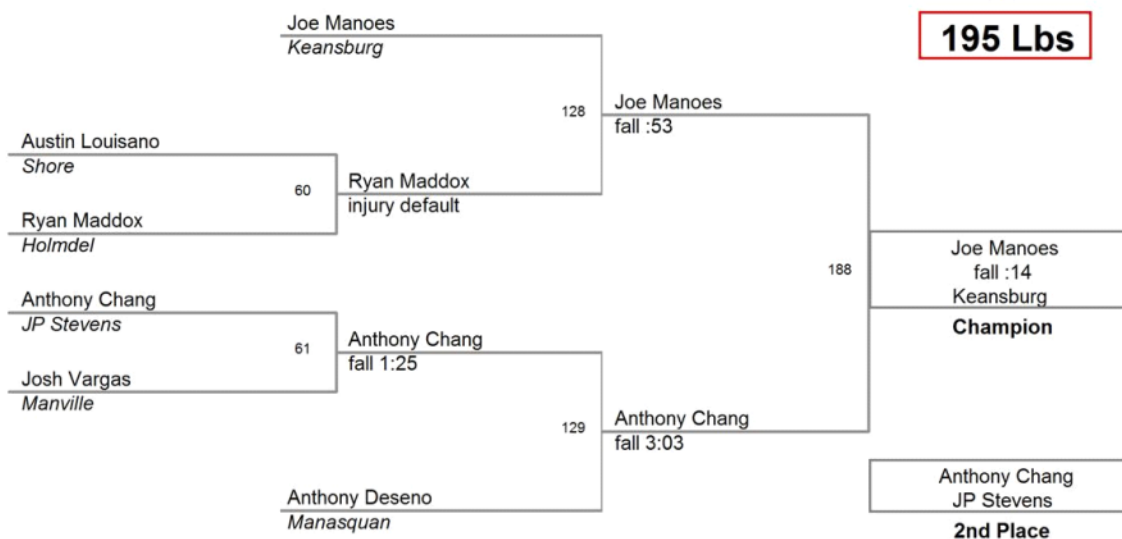 Joe Manoes
Keansburg
195 Lbs
128
Joe Manoes
fall :53
Austin Louisano
Shore
60
Ryan Maddox
injury default
Ryan Maddox
Holmdel
188
Joe Manoes
fall :14
Keansburg
Champion
Anthony Chang
JP Stevens
61
Anthony Chang
fall 1:25
Josh Vargas
Manville
129
Anthony Chang
fall 3:03
Anthony Deseno
Manasquan
Anthony Chang
JP Stevens
2nd Place